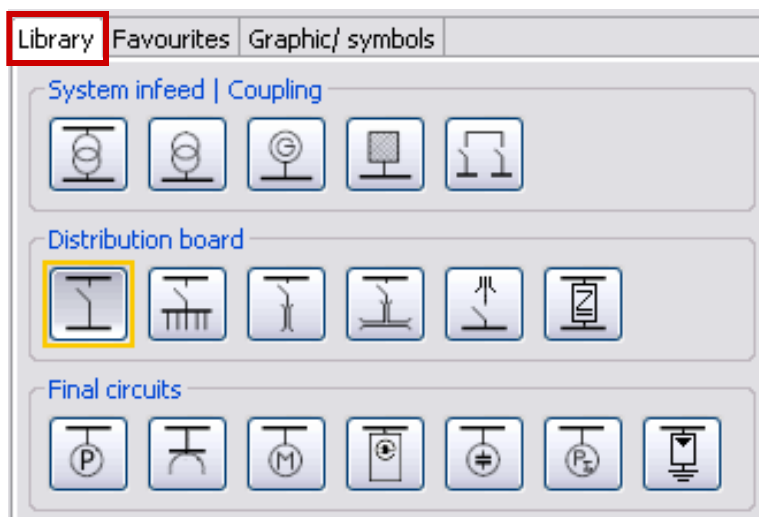 Library Favourites Graphic/ symbols
System infeed | Coupling
G
Distribution board
Z
Final circuits
P M P